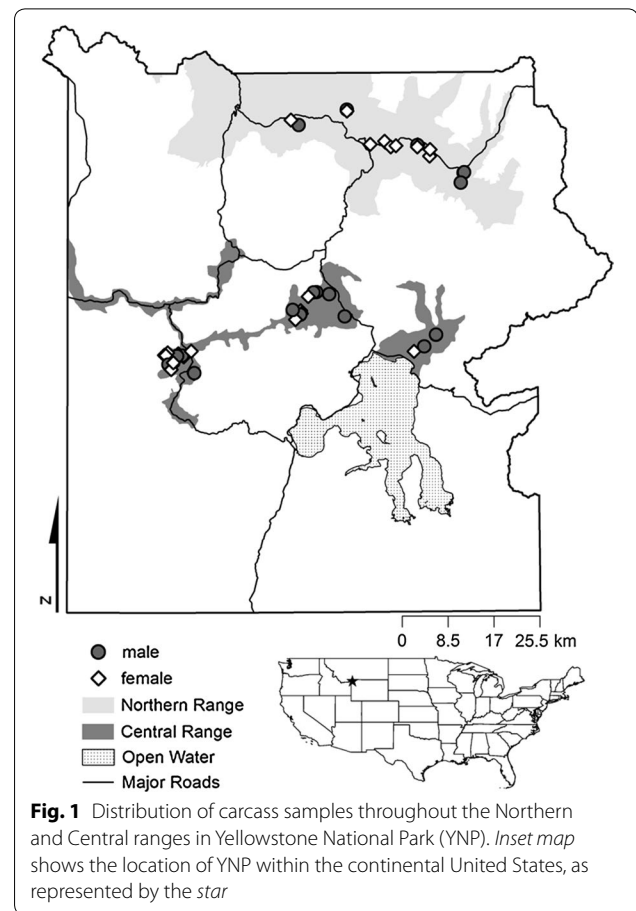 N
0 8.5 17 25.5 km
male
female
Northern Range
Central Range
Open Water
Major Roads
Fig. 1 Distribution of carcass samples throughout the Northern
and Central ranges in Yellowstone National Park (YNP). Inset map
shows the location of YNP within the continental United States, as
represented by the star